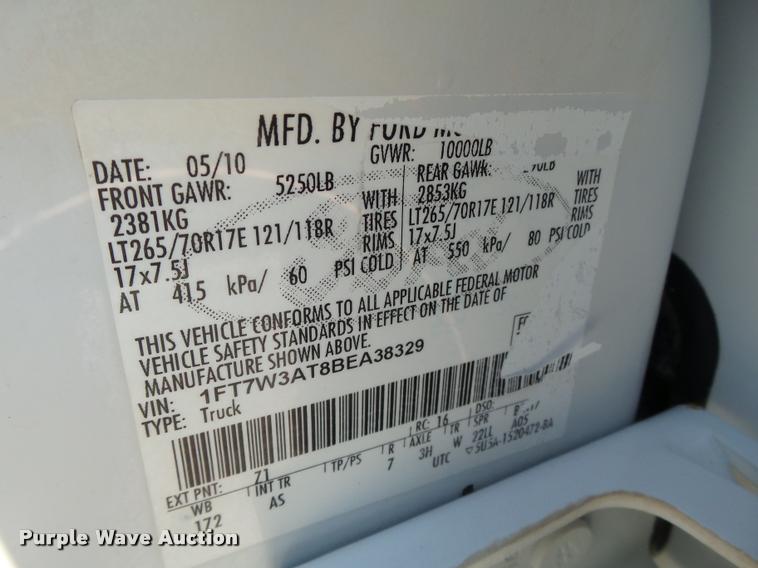 MFD. BY FORD
DATE: 05/10 GVWR: 10000LB
FRONT GAWR: 5250LB REAR GAWR:
2381KG WITH 2853KG WITH
LT265/70R17E 121/118R TIRES LT265/70R17E 121/118R TIRES
17x7.5J RIMS 17x7.5J RIMS
AT 415 kPa/ 60 PSI COLD AT 550 kPa/ 80 PSI COLD
THIS VEHICLE CONFORMS TO ALL APPLICABLE FEDERAL MOTOR
VEHICLE SAFETY STANDARDS IN EFFECT ON THE DATE OF
MANUFACTURE SHOWN ABOVE.
VIN: 1FT7W3AT8BEA38329
TYPE: Truck
RC: 16 DSO:
EXT PNT: Z1
WB INT TR TP/PS R AXLE TR SPR
172 AS 7 3H W 22LL A05
UTC 5U5A-1520472-BA
Purple Wave Auction